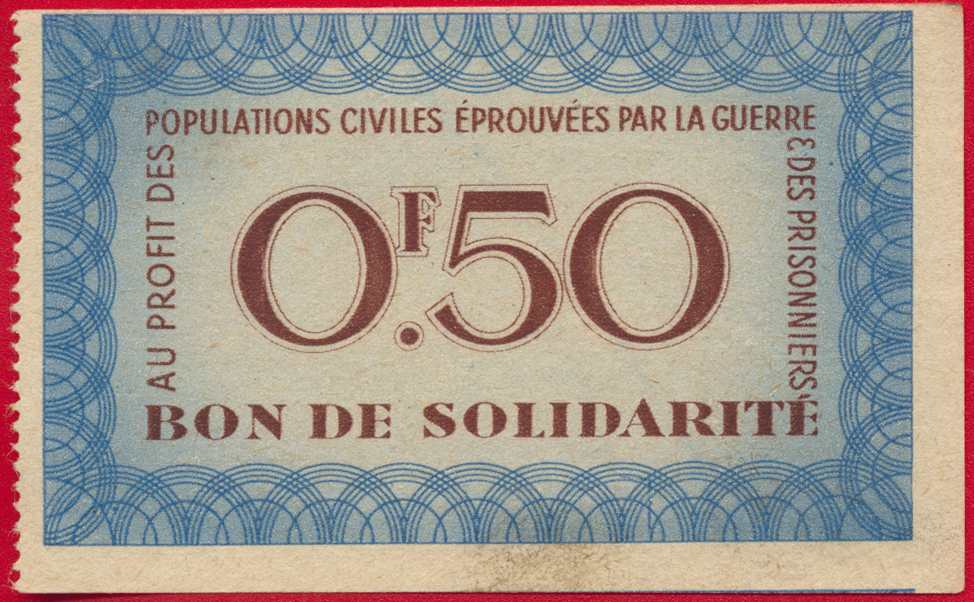 AU PROFIT DES
POPULATIONS CIVILES ÉPROUVÉES PAR LA GUERRE
& DES PRISONNIERS
0F.50
BON DE SOLIDARITÉ